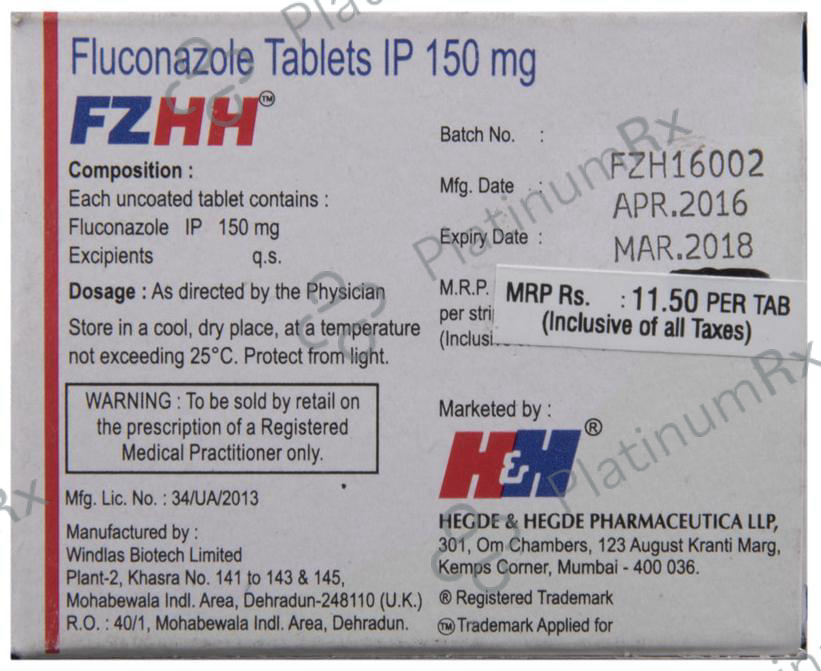 Fluconazole Tablets IP 150 mg
FZHH™
Composition :
Each uncoated tablet contains :
Fluconazole IP 150 mg
Excipients q.s.
Dosage : As directed by the Physician
Store in a cool, dry place, at a temperature
not exceeding 25°C. Protect from light.
WARNING : To be sold by retail on
the prescription of a Registered
Medical Practitioner only.
Mfg. Lic. No. : 34/UA/2013
Manufactured by :
Windlas Biotech Limited
Plant-2, Khasra No. 141 to 143 & 145,
Mohabewala Indl. Area, Dehradun-248110 (U.K.)
R.O. : 40/1, Mohabewala Indl. Area, Dehradun.
Batch No. : FZH16002
Mfg. Date : APR.2016
Expiry Date : MAR.2018
M.R.P.
per
MRP Rs. : 11.50 PER TAB
(Inclusive of all Taxes)
Marketed by :
H&H®
HEGDE & HEGDE PHARMACEUTICA LLP,
301, Om Chambers, 123 August Kranti Marg,
Kemps Corner, Mumbai - 400 036.
® Registered Trademark
™ Trademark Applied for
PlatinumRx
PlatinumRx
PlatinumRx